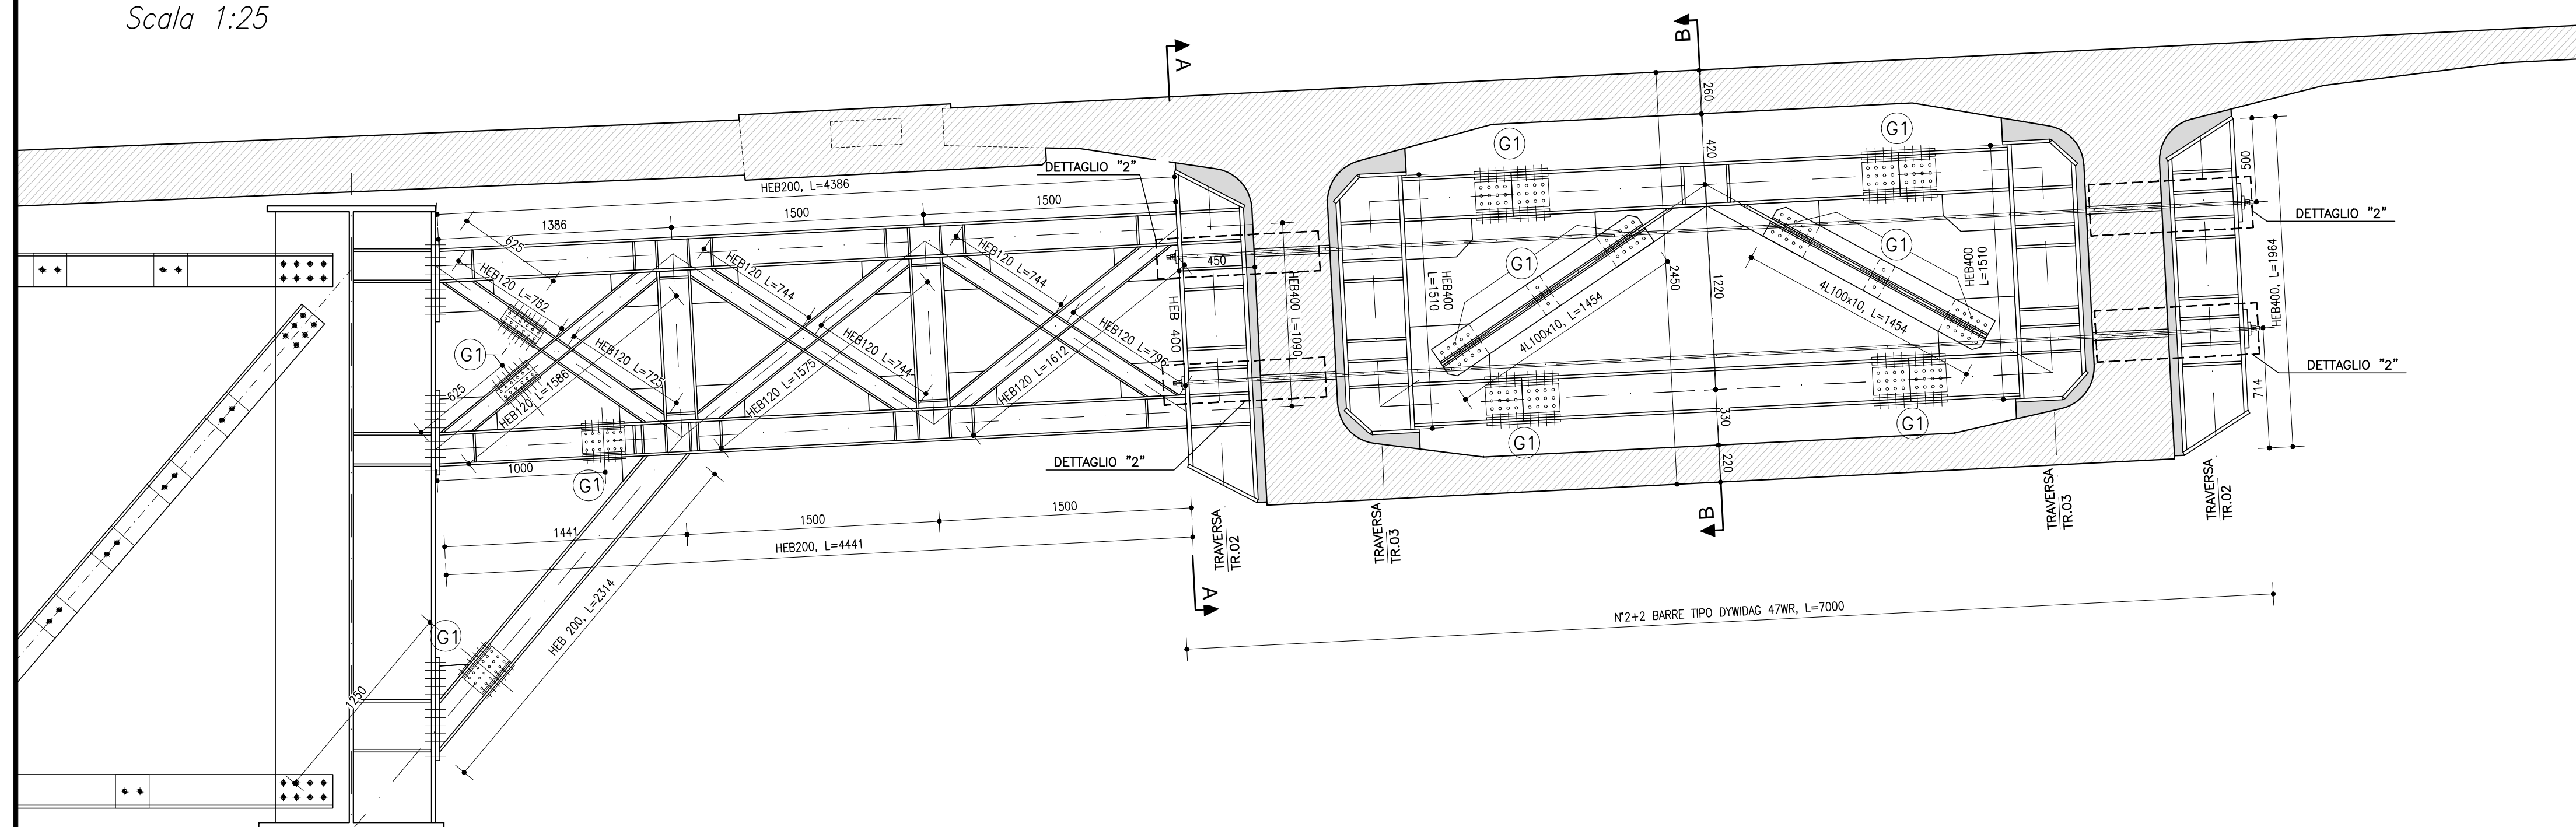 Scala 1:25
A
B
260
DETTAGLIO "2"
HEB200, L=4386
1386
1500
1500
625
HEB120 L=744
HEB120 L=744
HEB120 L=744
HEB120 L=725
HEB120 L=796
HEB120 L=1586
HEB120 L=1575
HEB120 L=1612
G1
625
1000
G1
450
HEB 400
HEB400 L=1090
DETTAGLIO "2"
1441
1500
1500
HEB200, L=4441
HEB 200, L=2314
G1
1250
A
TRAVERSA
TR.02
TRAVERSA
TR.03
G1
G1
420
G1
G1
HEB400
L=1510
2450
1220
4L100x10, L=1454
4L100x10, L=1454
HEB400
L=1510
G1
G1
330
220
B
TRAVERSA
TR.03
TRAVERSA
TR.02
500
DETTAGLIO "2"
HEB400, L=1964
DETTAGLIO "2"
714
N°2+2 BARRE TIPO DYWIDAG 47WR, L=7000